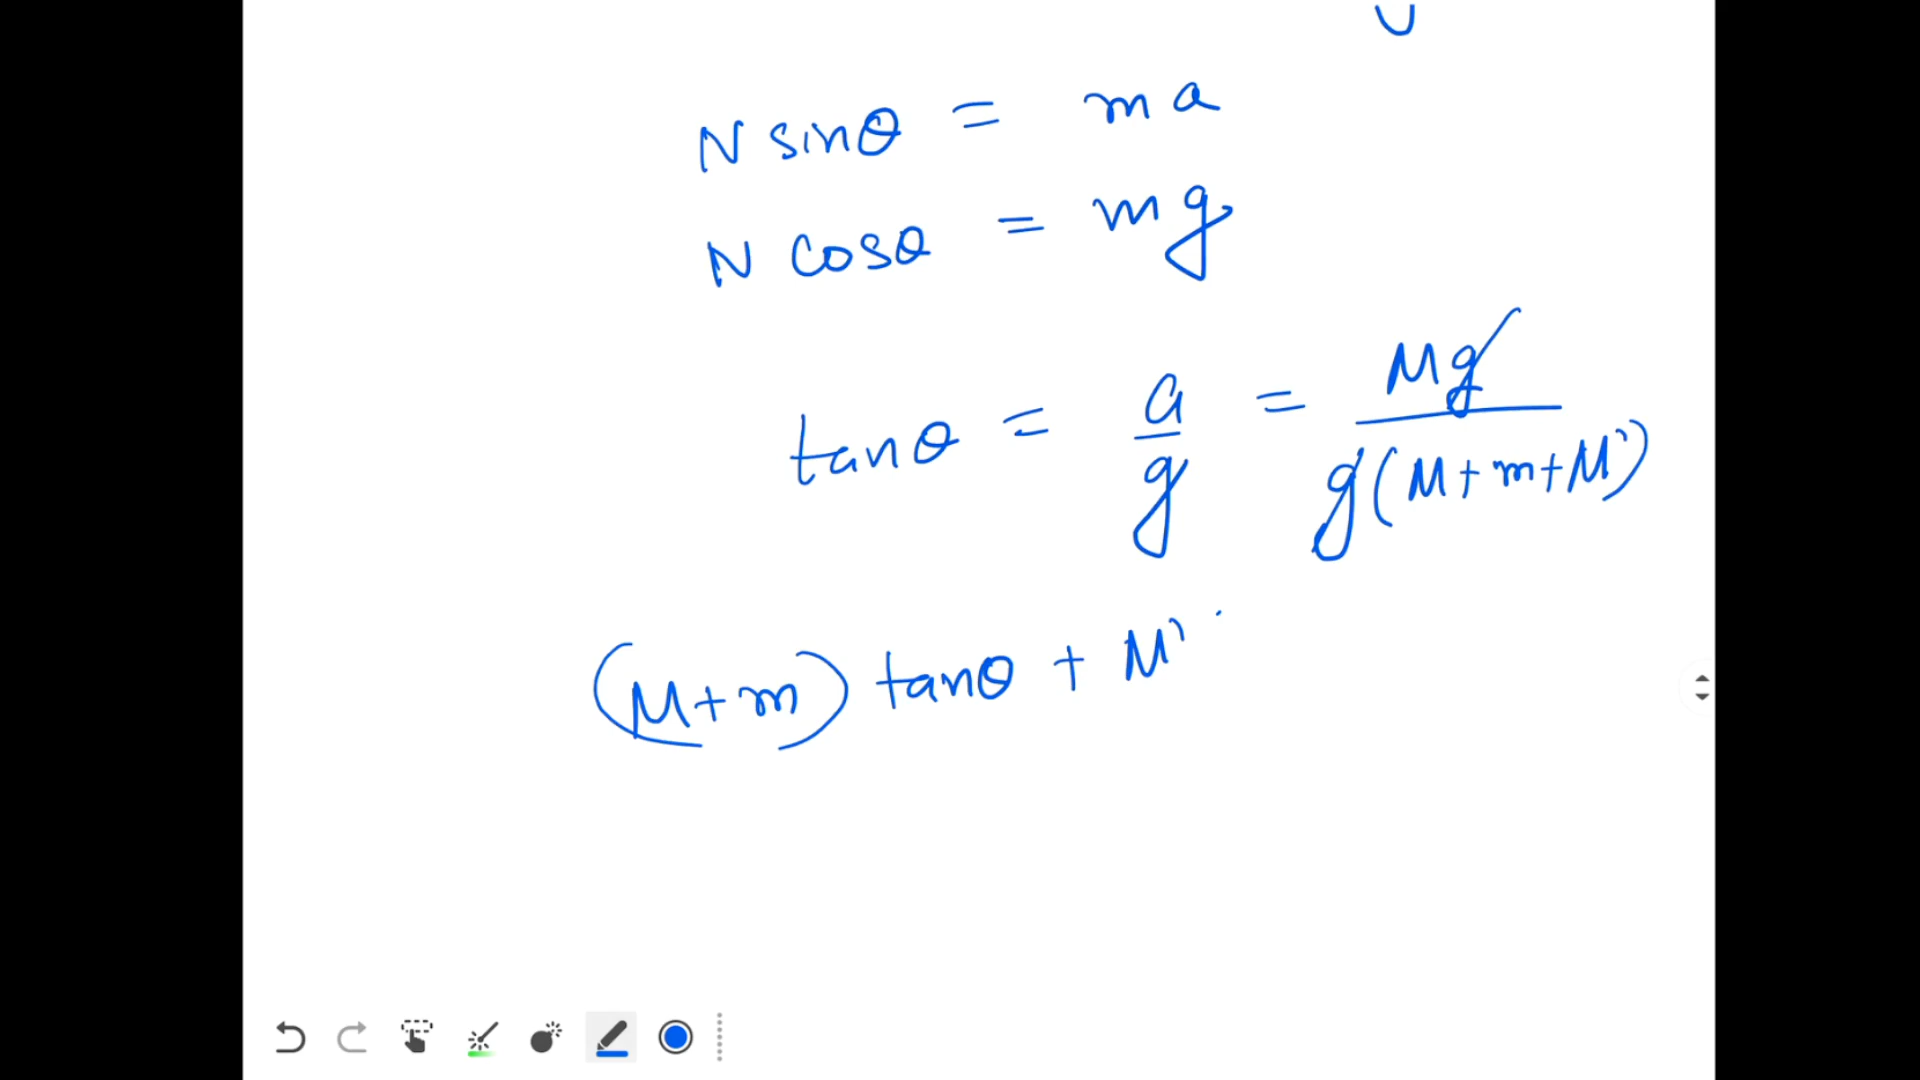 N sinθ = ma
N cosθ = mg
tanθ = a/g = Mg/g(M+m+M')
(M+m) tanθ + M'